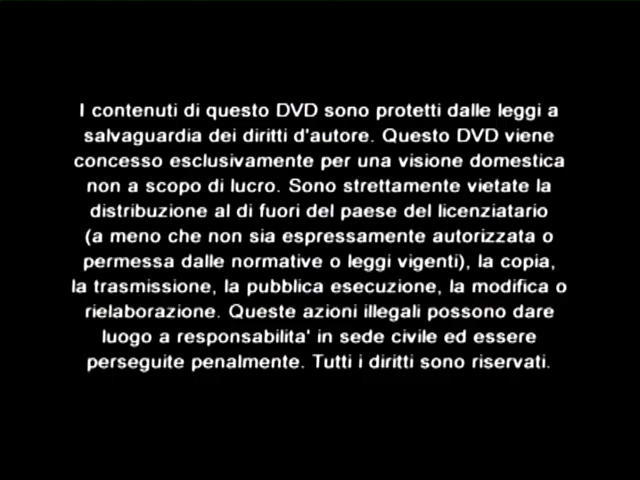 I contenuti di questo DVD sono protetti dalle leggi a
salvaguardia dei diritti d'autore. Questo DVD viene
concesso esclusivamente per una visione domestica
non a scopo di lucro. Sono strettamente vietate la
distribuzione al di fuori del paese del licenziatario
(a meno che non sia espressamente autorizzata o
permessa dalle normative o leggi vigenti), la copia,
la trasmissione, la pubblica esecuzione, la modifica o
rielaborazione. Queste azioni illegali possono dare
luogo a responsabilita' in sede civile ed essere
perseguite penalmente. Tutti i diritti sono riservati.